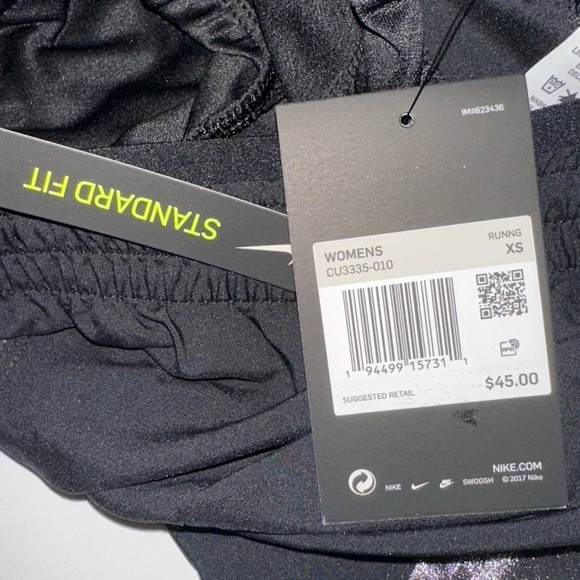 IM#623436
STANDARD FIT
WOMENS
RUNNG
CU3335-010
XS
1 94499 15731 1
SUGGESTED RETAIL
$45.00
NIKE.COM
NIKE
SWOOSH
© 2017 Nike
WASH